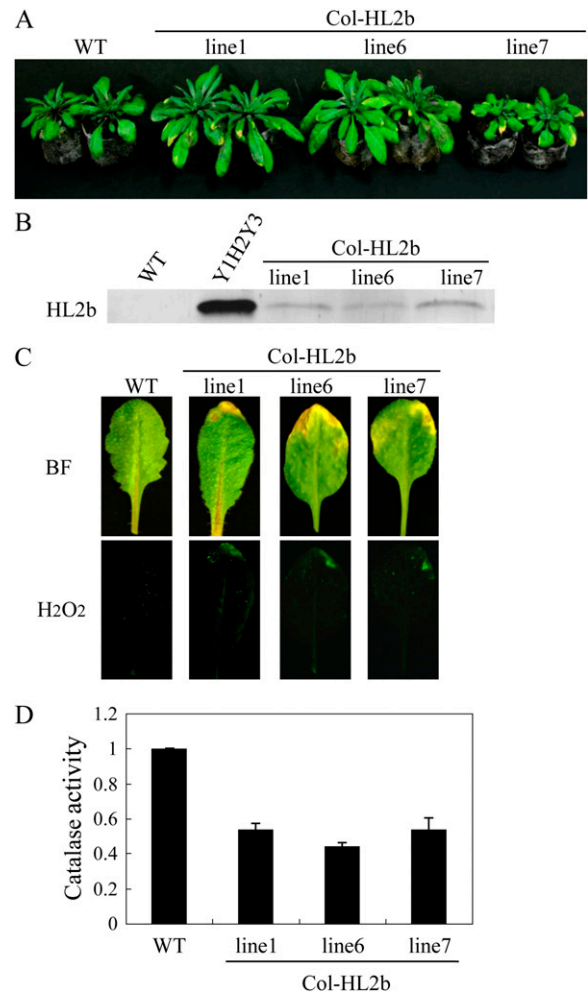 A
Col-HL2b
WT line1 line6 line7
B
WT Y1H2Y3 Col-HL2b
line1 line6 line7
HL2b
C
Col-HL2b
WT line1 line6 line7
BF
H2O2
D
Catalase activity
1.2
1
0.8
0.6
0.4
0.2
0
WT line1 line6 line7
Col-HL2b